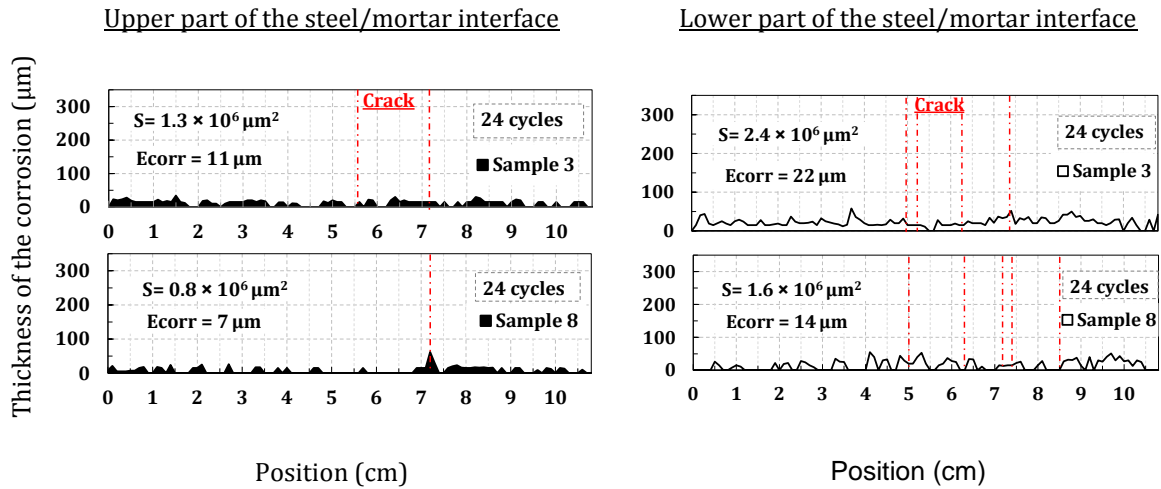 Upper part of the steel/mortar interface
Lower part of the steel/mortar interface
Thickness of the corrosion (µm)
300
200
100
0
Crack
S= 1.3 × 10⁶ µm²
24 cycles
Ecorr = 11 µm
Sample 3
0 1 2 3 4 5 6 7 8 9 10
300
200
100
0
S= 0.8 × 10⁶ µm²
24 cycles
Ecorr = 7 µm
Sample 8
0 1 2 3 4 5 6 7 8 9 10
Position (cm)
300
200
100
0
Crack
S= 2.4 × 10⁶ µm²
24 cycles
Ecorr = 22 µm
Sample 3
0 1 2 3 4 5 6 7 8 9 10
300
200
100
0
S= 1.6 × 10⁶ µm²
24 cycles
Ecorr = 14 µm
Sample 8
0 1 2 3 4 5 6 7 8 9 10
Position (cm)